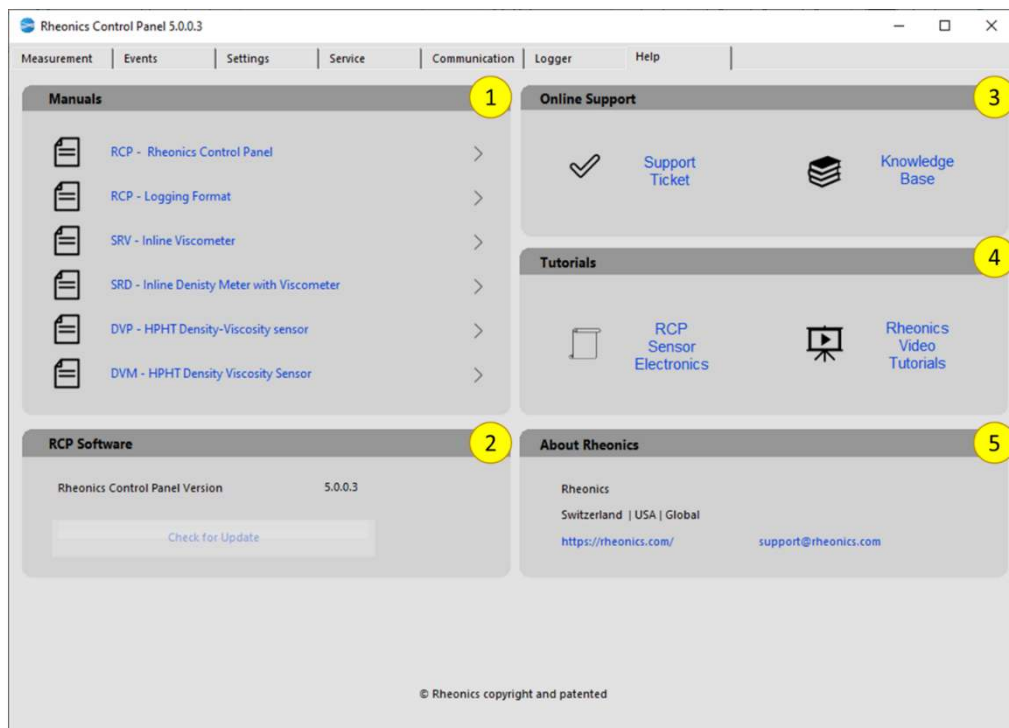 Rheonics Control Panel 5.0.0.3
Measurement Events Settings Service Communication Logger Help
Manuals
1
RCP - Rheonics Control Panel
RCP - Logging Format
SRV - Inline Viscometer
SRD - Inline Denisty Meter with Viscometer
DVP - HPHT Density-Viscosity sensor
DVM - HPHT Density Viscosity Sensor
RCP Software
2
Rheonics Control Panel Version 5.0.0.3
Check for Update
Online Support
3
Support
Ticket
Knowledge
Base
Tutorials
4
RCP
Sensor
Electronics
Rheonics
Video
Tutorials
About Rheonics
5
Rheonics
Switzerland | USA | Global
https://rheonics.com/ support@rheonics.com
© Rheonics copyright and patented